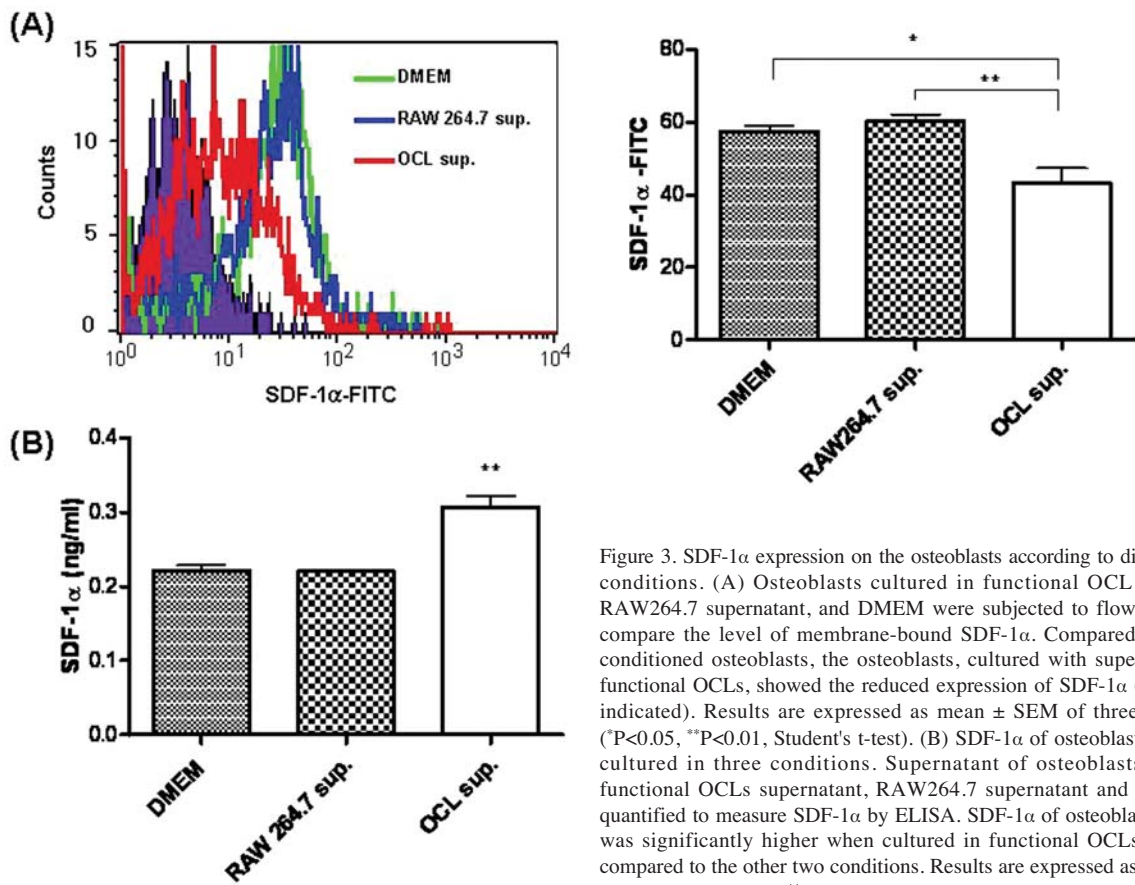 (A)
15
10
5
0
Counts
DMEM
RAW 264.7 sup.
OCL sup.
10^0 10^1 10^2 10^3 10^4
SDF-1α-FITC
80
60
40
20
0
SDF-1α -FITC
*
**
DMEM
RAW264.7 sup.
OCL sup.
(B)
0.4
0.3
0.2
0.1
0.0
SDF-1α (ng/ml)
**
DMEM
RAW 264.7 sup.
OCL sup.
Figure 3. SDF-1α expression on the osteoblasts according to di
conditions. (A) Osteoblasts cultured in functional OCL
RAW264.7 supernatant, and DMEM were subjected to flow
compare the level of membrane-bound SDF-1α. Compared
conditioned osteoblasts, the osteoblasts, cultured with supe
functional OCLs, showed the reduced expression of SDF-1α
indicated). Results are expressed as mean ± SEM of three
(*P<0.05, **P<0.01, Student's t-test). (B) SDF-1α of osteoblast
cultured in three conditions. Supernatant of osteoblasts
functional OCLs supernatant, RAW264.7 supernatant and
quantified to measure SDF-1α by ELISA. SDF-1α of osteobla
was significantly higher when cultured in functional OCLs
compared to the other two conditions. Results are expressed as